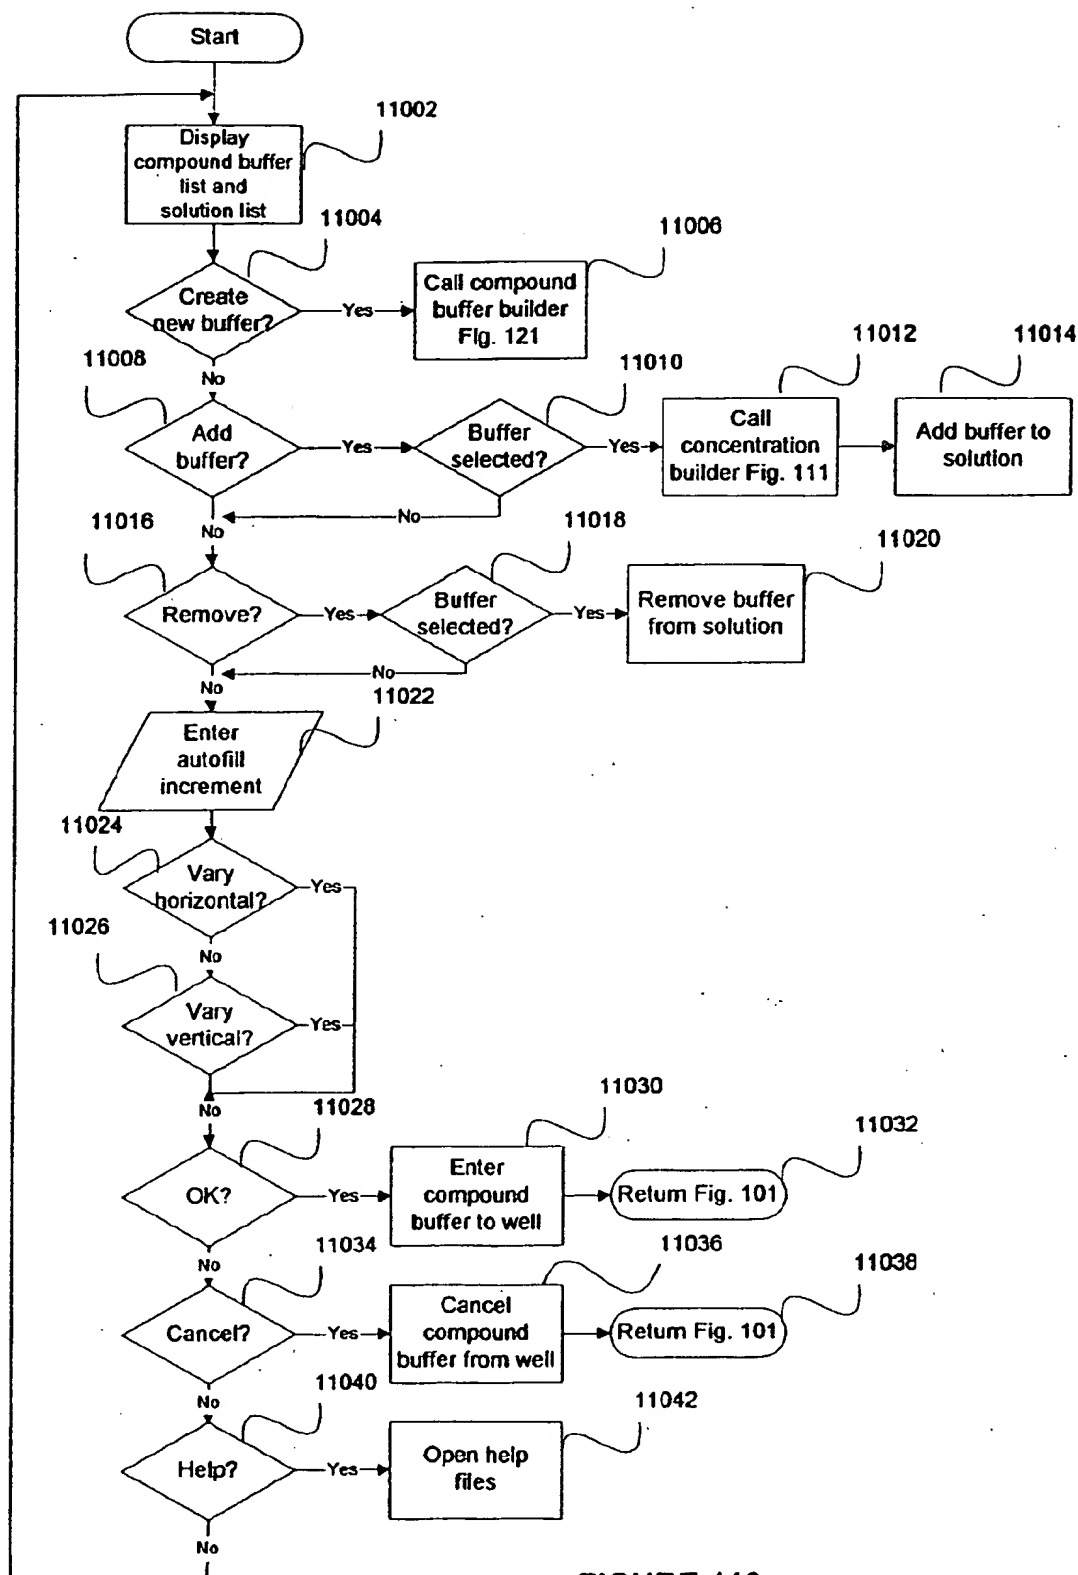 Start
11002
Display
compound buffer
list and
solution list
11004
11006
Create
new buffer?
Yes
Call compound
buffer builder
Fig. 121
No
11008
11010
11012
11014
Add
buffer?
Yes
Buffer
selected?
Yes
Call
concentration
builder Fig. 111
Add buffer to
solution
No
No
11016
11018
11020
Remove?
Yes
Buffer
selected?
Yes
Remove buffer
from solution
No
No
11022
Enter
autofill
increment
11024
Vary
horizontal?
Yes
No
11026
Vary
vertical?
Yes
No
11028
11030
11032
OK?
Yes
Enter
compound
buffer to well
Return Fig. 101
No
11034
11036
11038
Cancel?
Yes
Cancel
compound
buffer from well
Return Fig. 101
No
11040
11042
Help?
Yes
Open help
files
No